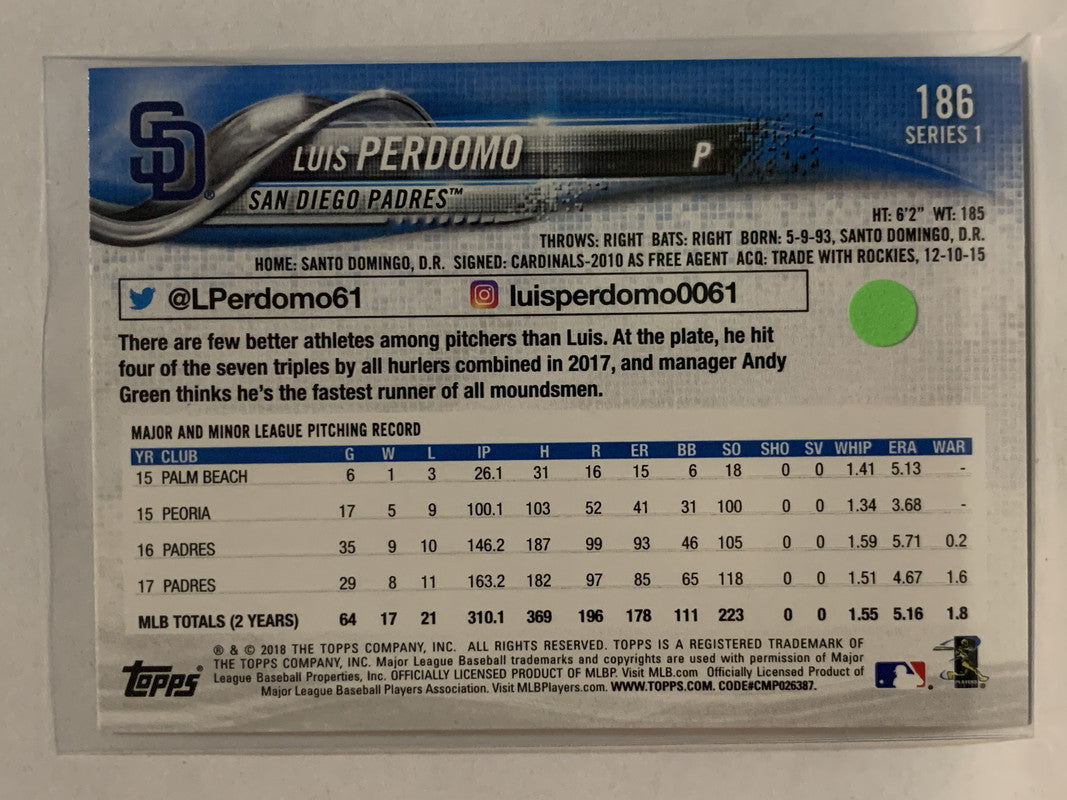 186
SERIES 1
SD®
LUIS PERDOMO P
SAN DIEGO PADRES™
HT: 6'2" WT: 185
THROWS: RIGHT BATS: RIGHT BORN: 5-9-93, SANTO DOMINGO, D.R.
HOME: SANTO DOMINGO, D.R. SIGNED: CARDINALS-2010 AS FREE AGENT ACQ: TRADE WITH ROCKIES, 12-10-15
@LPerdomo61 luisperdomo0061
There are few better athletes among pitchers than Luis. At the plate, he hit
four of the seven triples by all hurlers combined in 2017, and manager Andy
Green thinks he's the fastest runner of all moundsmen.
MAJOR AND MINOR LEAGUE PITCHING RECORD
YR CLUB G W L IP H R ER BB SO SHO SV WHIP ERA WAR
15 PALM BEACH 6 1 3 26.1 31 16 15 6 18 0 0 1.41 5.13 -
15 PEORIA 17 5 9 100.1 103 52 41 31 100 0 0 1.34 3.68 -
16 PADRES 35 9 10 146.2 187 99 93 46 105 0 0 1.59 5.71 0.2
17 PADRES 29 8 11 163.2 182 97 85 65 118 0 0 1.51 4.67 1.6
MLB TOTALS (2 YEARS) 64 17 21 310.1 369 196 178 111 223 0 0 1.55 5.16 1.8
® & © 2018 THE TOPPS COMPANY, INC. ALL RIGHTS RESERVED. TOPPS IS A REGISTERED TRADEMARK OF
THE TOPPS COMPANY, INC. Major League Baseball trademarks and copyrights are used with permission of Major
League Baseball Properties, Inc. OFFICIALLY LICENSED PRODUCT OF MLBP. Visit MLB.com Officially Licensed Product of
Major League Baseball Players Association. Visit MLBPlayers.com. WWW.TOPPS.COM. CODE#CMP026387.
Topps®